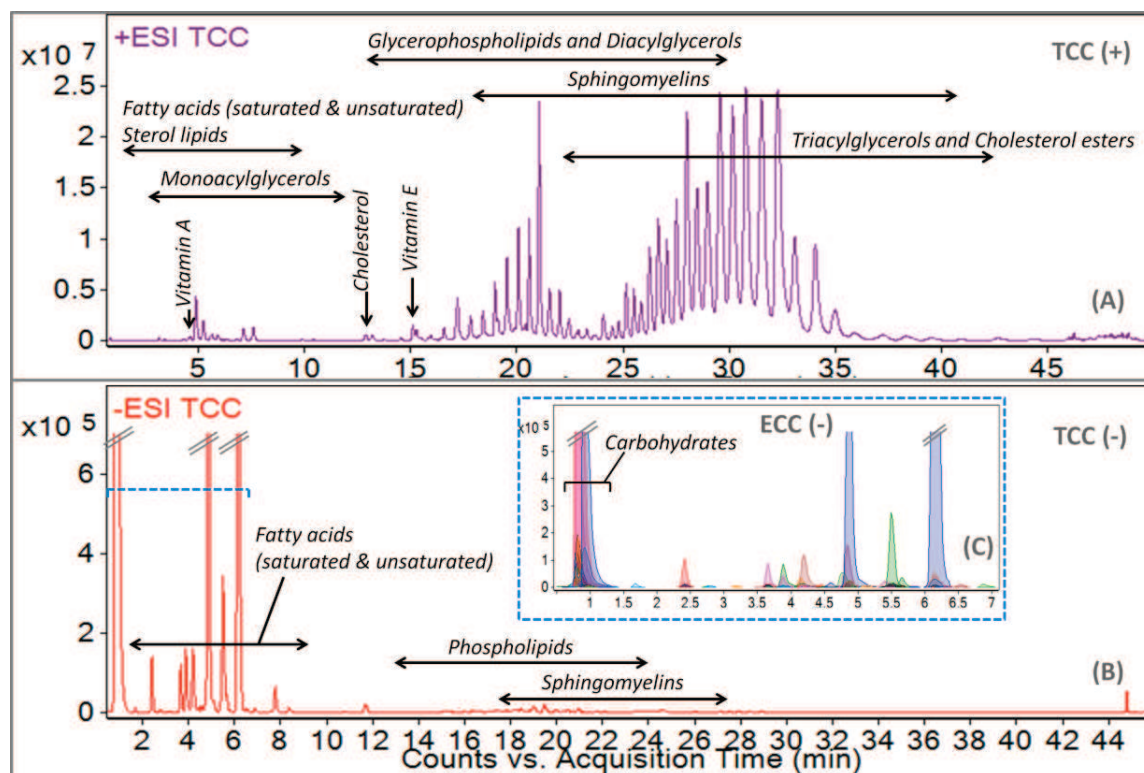 +ESI TCC
TCC (+)
x10 7
Glycerophospholipids and Diacylglycerols
Sphingomyelins
Fatty acids (saturated & unsaturated)
Sterol lipids
Triacylglycerols and Cholesterol esters
Monoacylglycerols
Vitamin A
Cholesterol
Vitamin E
2.5
2
1.5
1
0.5
0
(A)
5 10 15 20 25 30 35 40 45
-ESI TCC
TCC (-)
x10 5
ECC (-)
x10 5
Carbohydrates
6
5
4
3
2
1
0
(C)
1 1.5 2 2.5 3 3.5 4 4.5 5 5.5 6 6.5 7
Fatty acids
(saturated & unsaturated)
Phospholipids
Sphingomyelins
6
4
2
0
(B)
2 4 6 8 10 12 14 16 18 20 22 24 26 28 30 32 34 36 38 40 42 44
Counts vs. Acquisition Time (min)